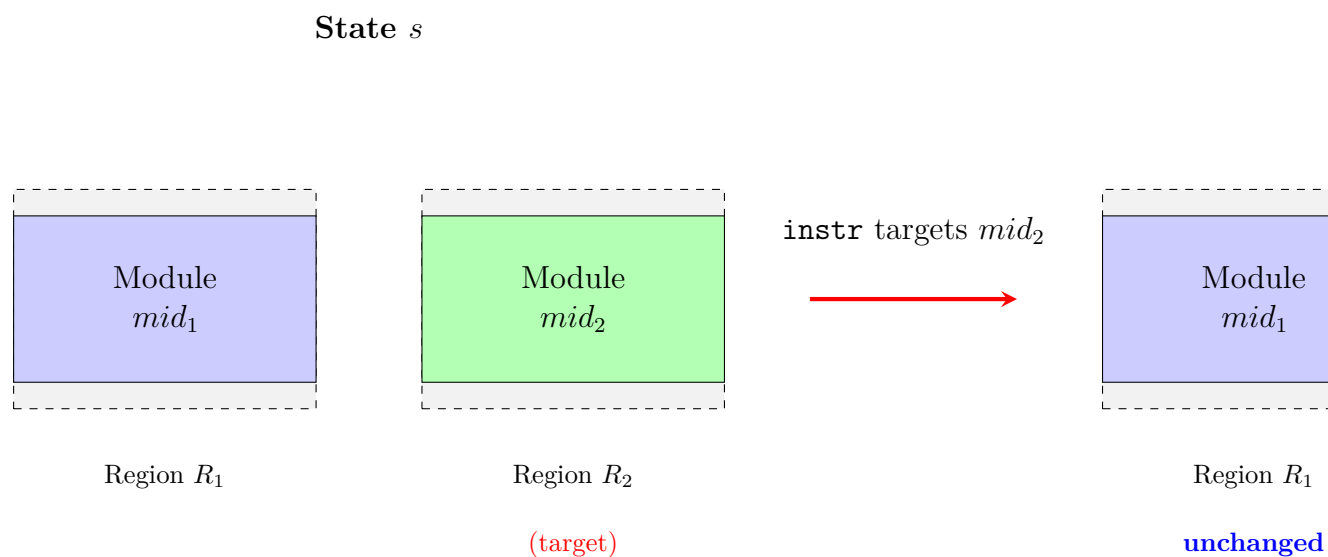 State s
instr targets mid₂
Module
mid₁
Module
mid₂
Module
mid₁
Region R₁
Region R₂
Region R₁
(target)
unchanged